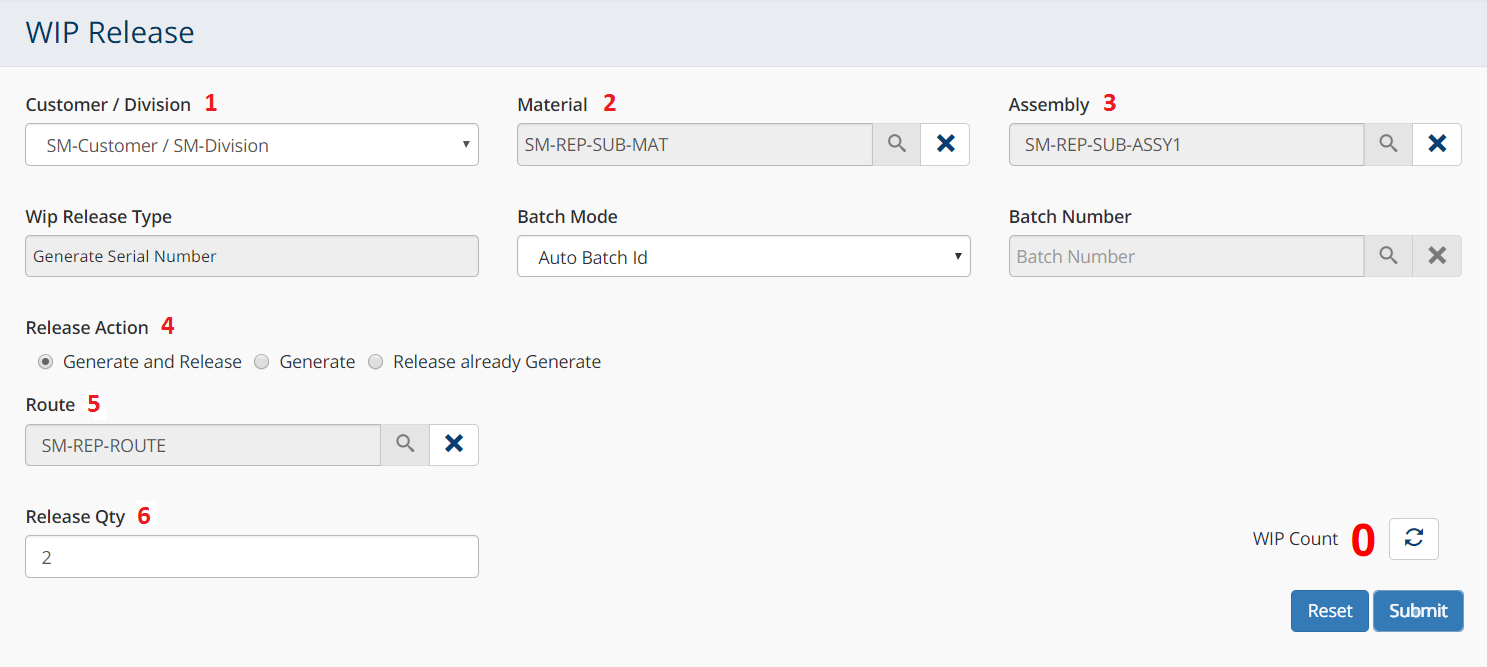 WIP Release
Customer / Division 1 Material 2 Assembly 3
SM-Customer / SM-Division SM-REP-SUB-MAT SM-REP-SUB-ASSY1
Wip Release Type Batch Mode Batch Number
Generate Serial Number Auto Batch Id Batch Number
Release Action 4
Generate and Release Generate Release already Generate
Route 5
SM-REP-ROUTE
Release Qty 6
WIP Count 0
2
Reset Submit